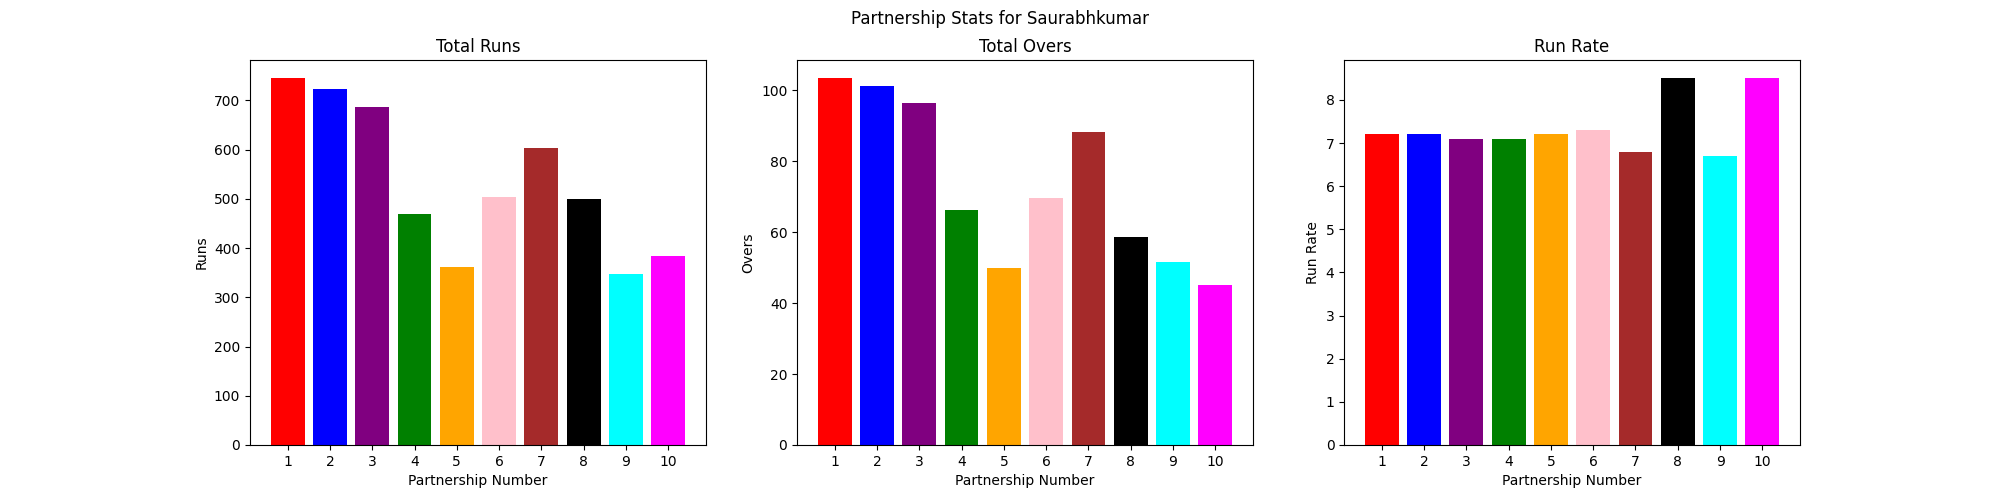 Partnership Stats for Saurabhkumar
Total Runs
Runs
700
600
500
400
300
200
100
0
1 2 3 4 5 6 7 8 9 10
Partnership Number
Total Overs
Overs
100
80
60
40
20
0
1 2 3 4 5 6 7 8 9 10
Partnership Number
Run Rate
Run Rate
8
7
6
5
4
3
2
1
0
1 2 3 4 5 6 7 8 9 10
Partnership Number